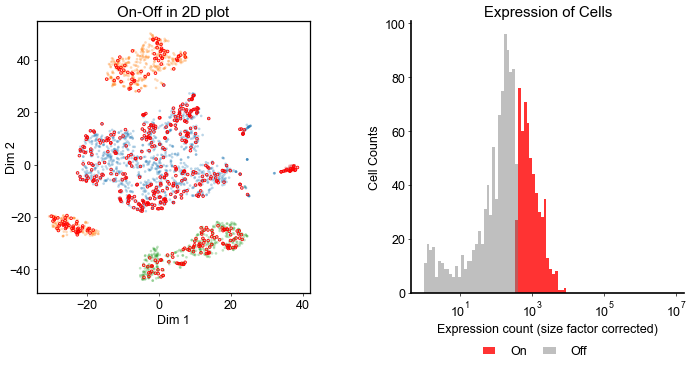 On-Off in 2D plot
Dim 2
40
20
0
−20
−40
−20
0
20
40
Dim 1
Expression of Cells
Cell Counts
100
80
60
40
20
0
10^1
10^3
10^5
10^7
Expression count (size factor corrected)
On
Off